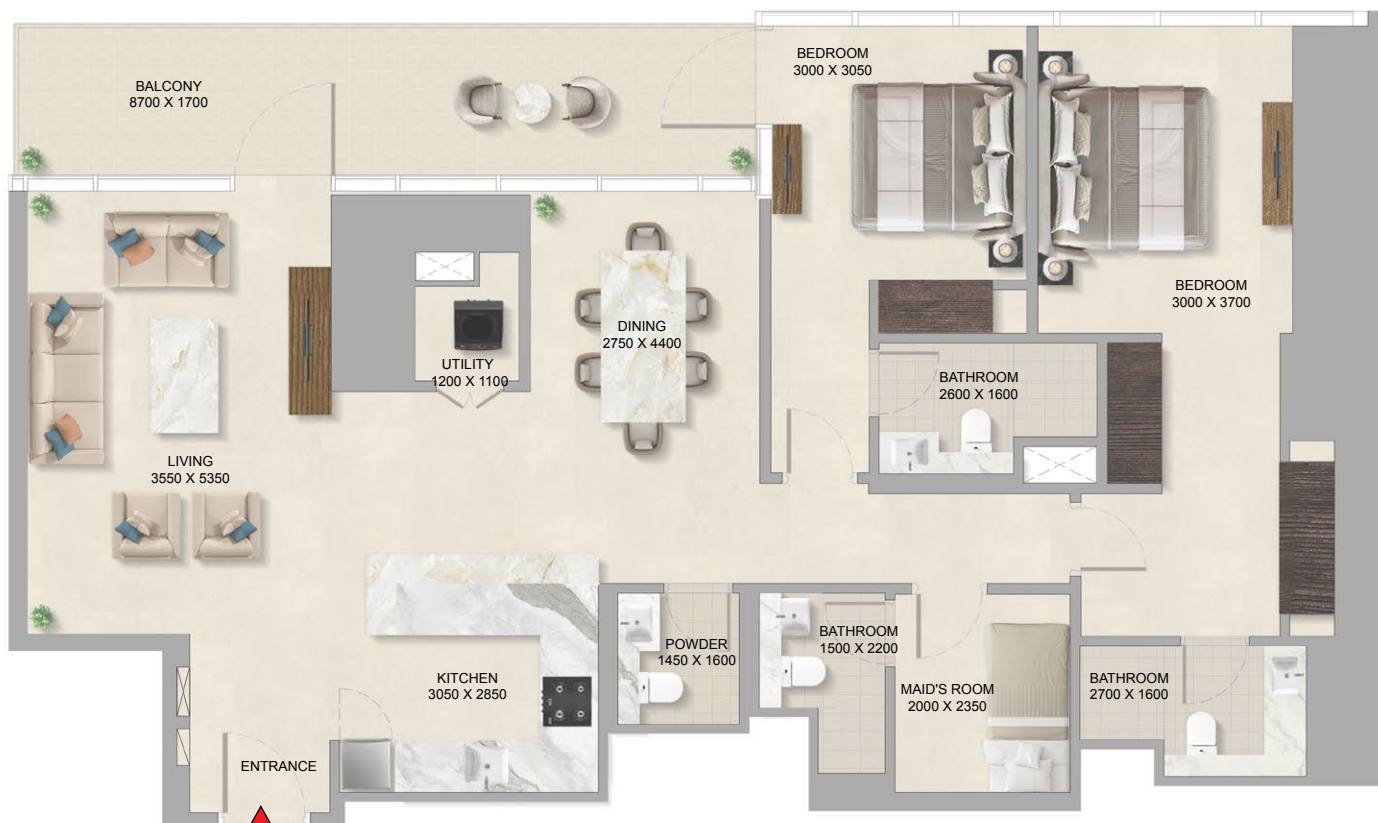 BALCONY
8700 X 1700
BEDROOM
3000 X 3050
BEDROOM
3000 X 3700
DINING
2750 X 4400
UTILITY
1200 X 1100
BATHROOM
2600 X 1600
LIVING
3550 X 5350
KITCHEN
3050 X 2850
POWDER
1450 X 1600
BATHROOM
1500 X 2200
MAID'S ROOM
2000 X 2350
BATHROOM
2700 X 1600
ENTRANCE